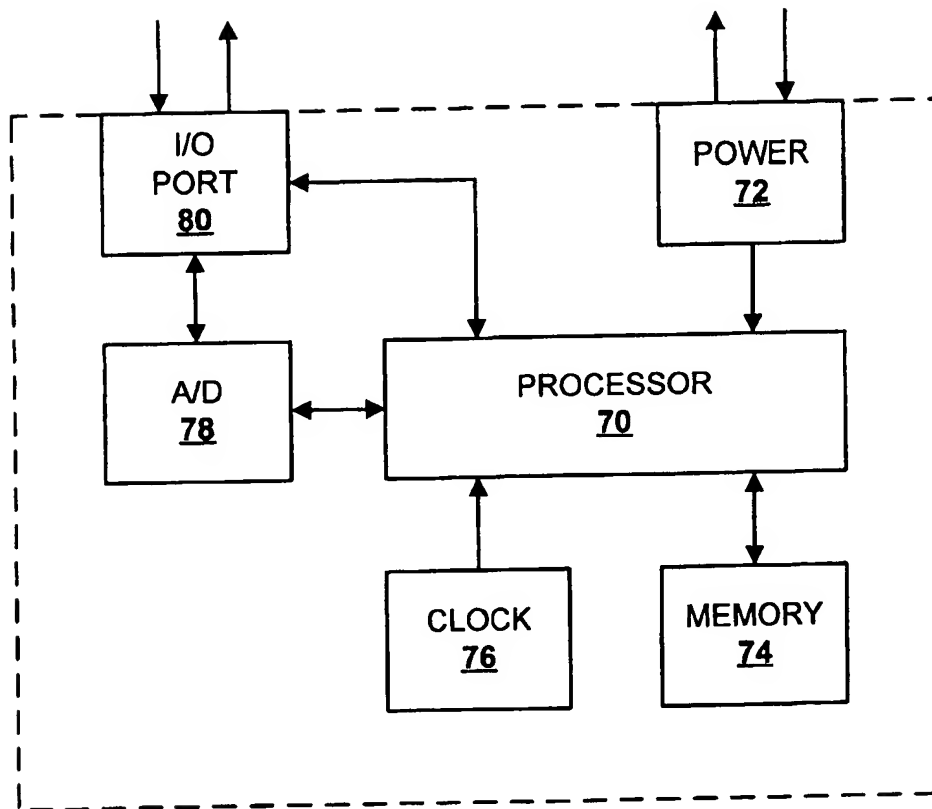 I/O
PORT
80
POWER
72
A/D
78
PROCESSOR
70
CLOCK
76
MEMORY
74